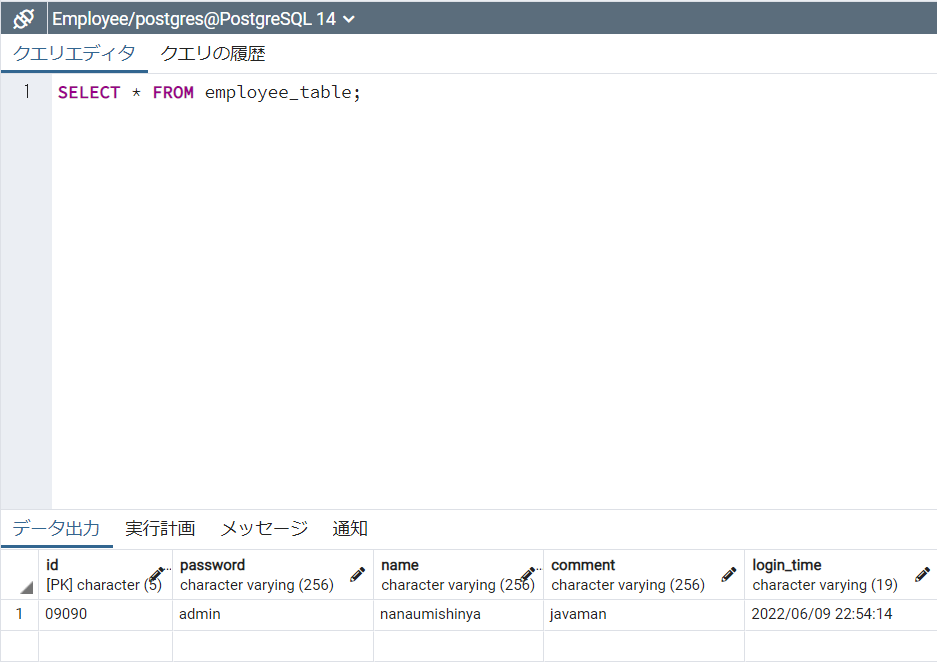 Employee/postgres@PostgreSQL 14
クエリエディタ クエリの履歴
1 SELECT * FROM employee_table;
データ出力 実行計画 メッセージ 通知
id password name comment login_time
[PK] character (5) character varying (256) character varying (256) character varying (256) character varying (19)
1 09090 admin nanaumishinya javaman 2022/06/09 22:54:14